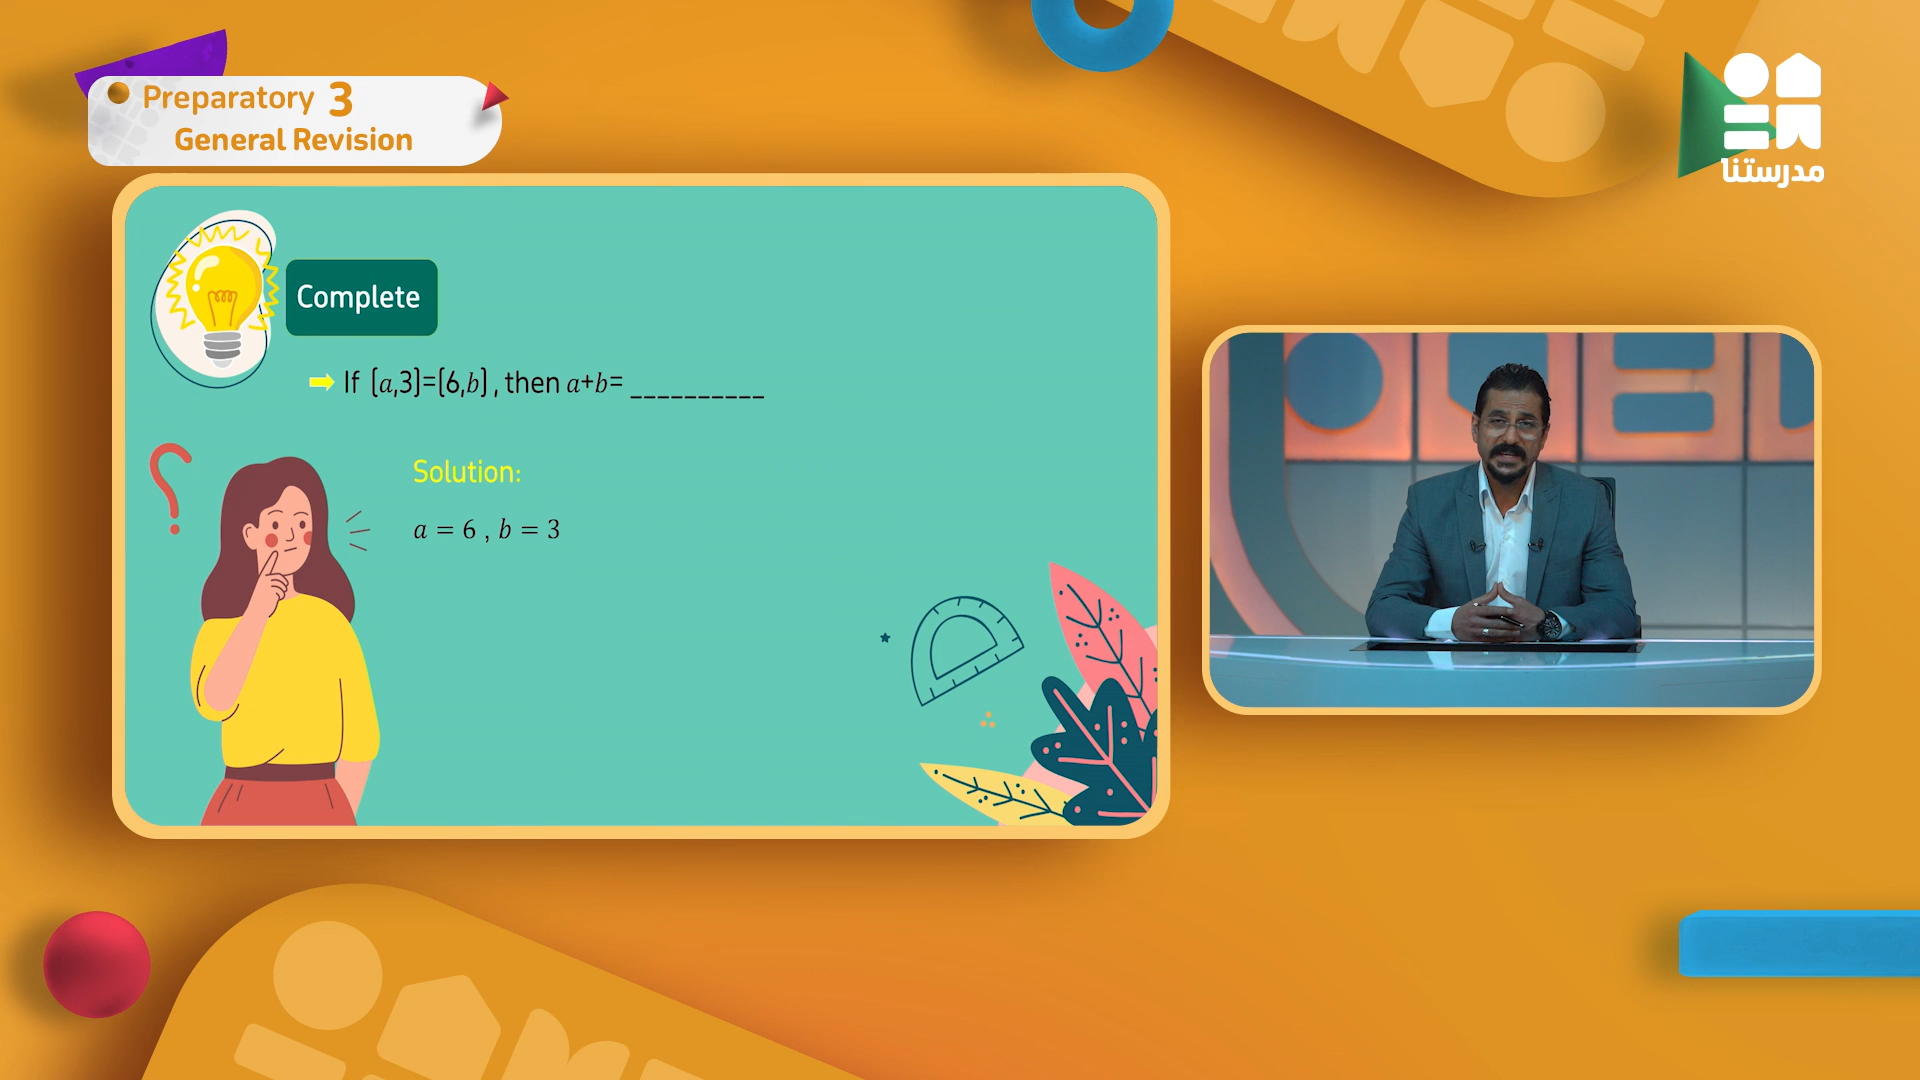 Preparatory 3
General Revision
مدرستنا
Complete
If (a,3)=(6,b) , then a+b= __________
Solution:
a = 6 , b = 3